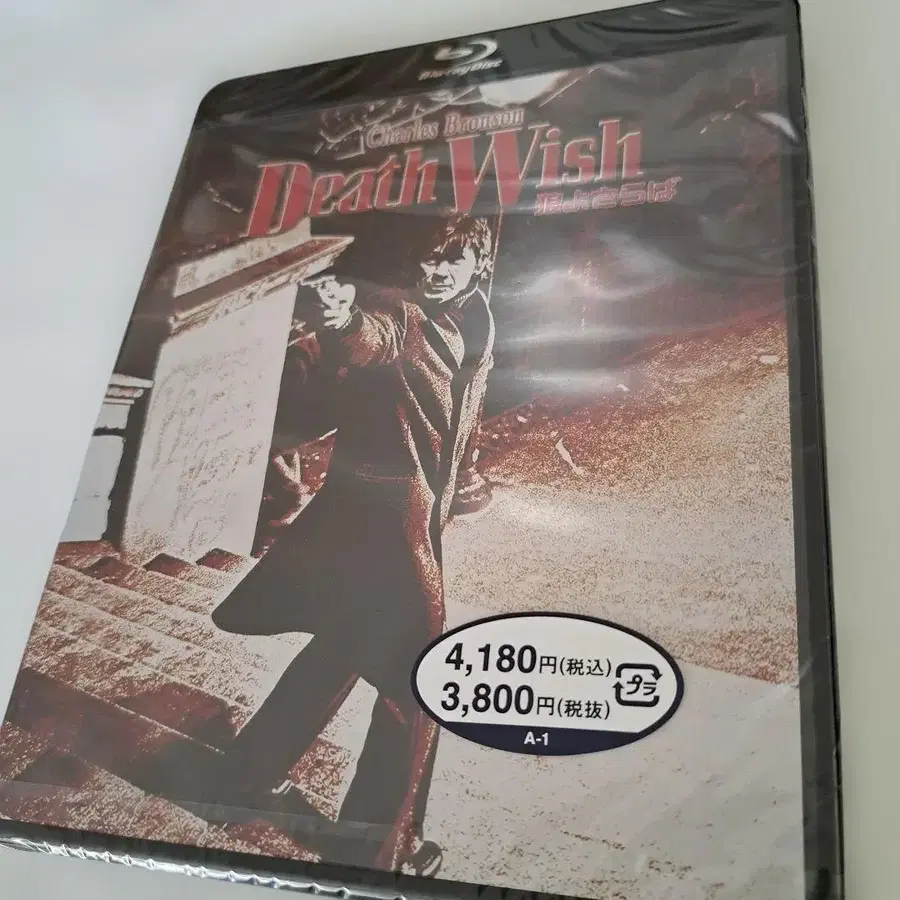 Blu-ray Disc
Charles Bronson
Death Wish
狼よさらば
4,180円(税込)
3,800円(税抜)
プラ
A-1